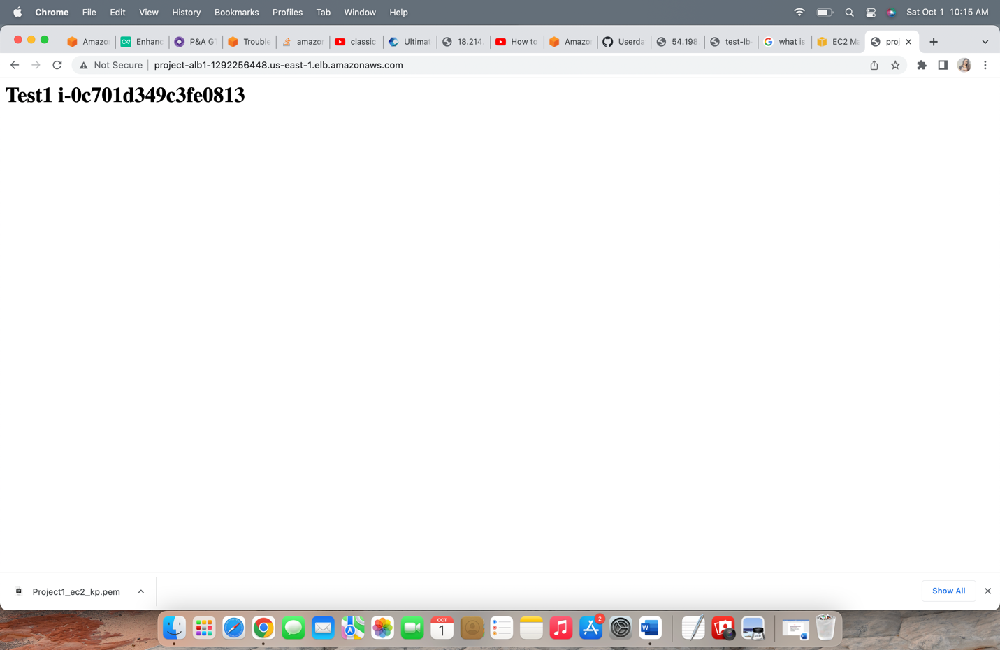 Chrome File Edit View History Bookmarks Profiles Tab Window Help Sat Oct 1 10:15 AM
Amazo Enhanc P&A GT Trouble amazor classic Ultimat 18.214. How to Amazo Userda 54.198 test-lb- what is EC2 Ma proj
Not Secure project-alb1-1292256448.us-east-1.elb.amazonaws.com
Test1 i-0c701d349c3fe0813
Project1_ec2_kp.pem Show All
OCT 2
1 W